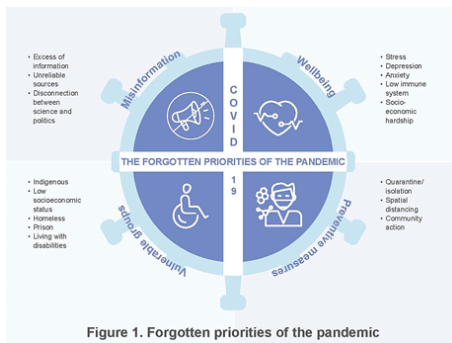 • Excess of
information
• Unreliable
sources
• Disconnection
between
science and
politics
Misinformation
COVID
Wellbeing
• Stress
• Depression
• Anxiety
• Low immune
system
• Socio-
economic
hardship
THE FORGOTTEN PRIORITIES OF THE PANDEMIC
19
• Indigenous
• Low
socioeconomic
status
• Homeless
• Prison
• Living with
disabilities
Vulnerable groups
Preventive measures
• Quarantine/
isolation
• Spatial
distancing
• Community
action
Figure 1. Forgotten priorities of the pandemic